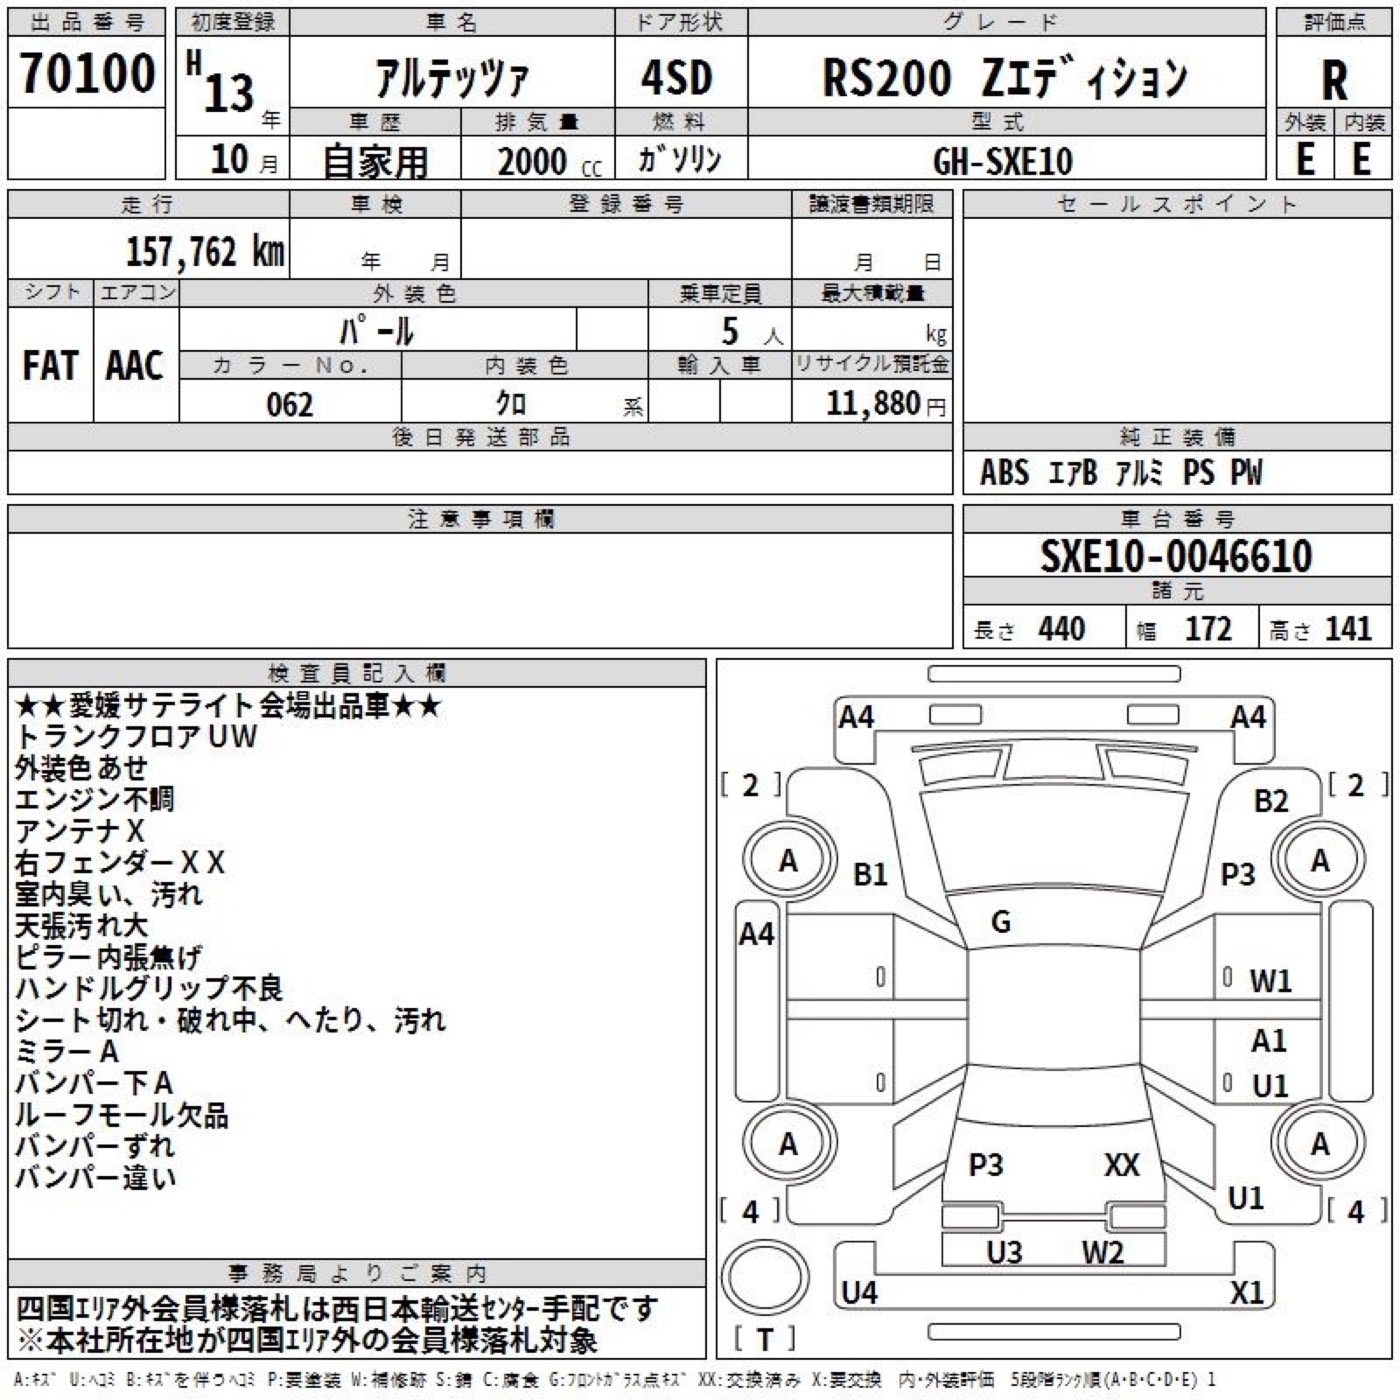 出品番号 初度登録 車名 ドア形状 グレード 評価点
70100 H 13 年 ｱﾙﾃｯﾂｧ 4SD RS200 Zｴﾃﾞｨｼｮﾝ R
車歴 排気量 燃料 型式 外装 内装
10 月 自家用 2000 cc ｶﾞｿﾘﾝ GH-SXE10 E E
走行 車検 登録番号 譲渡書類期限 セールスポイント
157,762 km 年 月 月 日
シフト エアコン 外装色 乗車定員 最大積載量
FAT AAC ﾊﾟｰﾙ 5 人 kg
カラーNo. 内装色 輸入車 リサイクル預託金
062 ｸﾛ 系 11,880 円
後日発送部品 純正装備
ABS ｴｱB ｱﾙﾐ PS PW
注意事項欄 車台番号
SXE10-0046610
諸元
長さ 440 幅 172 高さ 141
検査員記入欄
★★愛媛サテライト会場出品車★★
トランクフロアＵＷ
外装色あせ
エンジン不調
アンテナＸ
右フェンダーＸＸ
室内臭い、汚れ
天張汚れ大
ピラー内張焦げ
ハンドルグリップ不良
シート切れ・破れ中、へたり、汚れ
ミラーＡ
バンパー下Ａ
ルーフモール欠品
バンパーずれ
バンパー違い
事務局よりご案内
四国ｴﾘｱ外会員様落札は西日本輸送ｾﾝﾀｰ手配です
※本社所在地が四国ｴﾘｱ外の会員様落札対象
A4 A4
[ 2 ] B2 [ 2 ]
A B1 P3 A
A4 G
W1
A1
U1
A A
P3 XX
[ 4 ] U1 [ 4 ]
U3 W2
U4 X1
[ T ]
A:ｷｽﾞ U:ﾍｺﾐ B:ｷｽﾞを伴うﾍｺﾐ P:要塗装 W:補修跡 S:錆 C:腐食 G:ﾌﾛﾝﾄｶﾞﾗｽ点ｷｽﾞ XX:交換済み X:要交換 内・外装評価 5段階ﾗﾝｸ順(A･B･C･D･E) 1